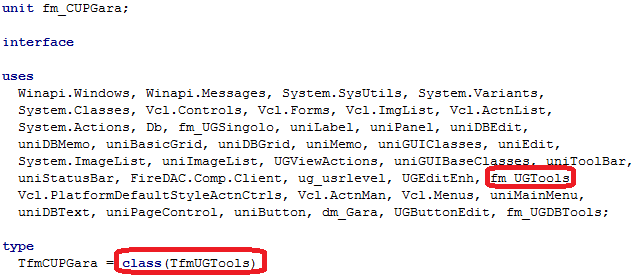 unit fm_CUPGara;
interface
uses
Winapi.Windows, Winapi.Messages, System.SysUtils, System.Variants,
System.Classes, Vcl.Controls, Vcl.Forms, Vcl.ImgList, Vcl.ActnList,
System.Actions, Db, fm_UGSingolo, uniLabel, uniPanel, uniDBEdit,
uniDBMemo, uniBasicGrid, uniDBGrid, uniMemo, uniGUIClasses, uniEdit,
System.ImageList, uniImageList, UGViewActions, uniGUIBaseClasses, uniToolBar,
uniStatusBar, FireDAC.Comp.Client, ug_usrlevel, UGEditEnh, fm_UGTools
Vcl.PlatformDefaultStyleActnCtrls, Vcl.ActnMan, Vcl.Menus, uniMainMenu,
uniDBText, uniPageControl, uniButton, dm_Gara, UGButtonEdit, fm_UGDBTools;
type
TfmCUPGara = class(TfmUGTools)